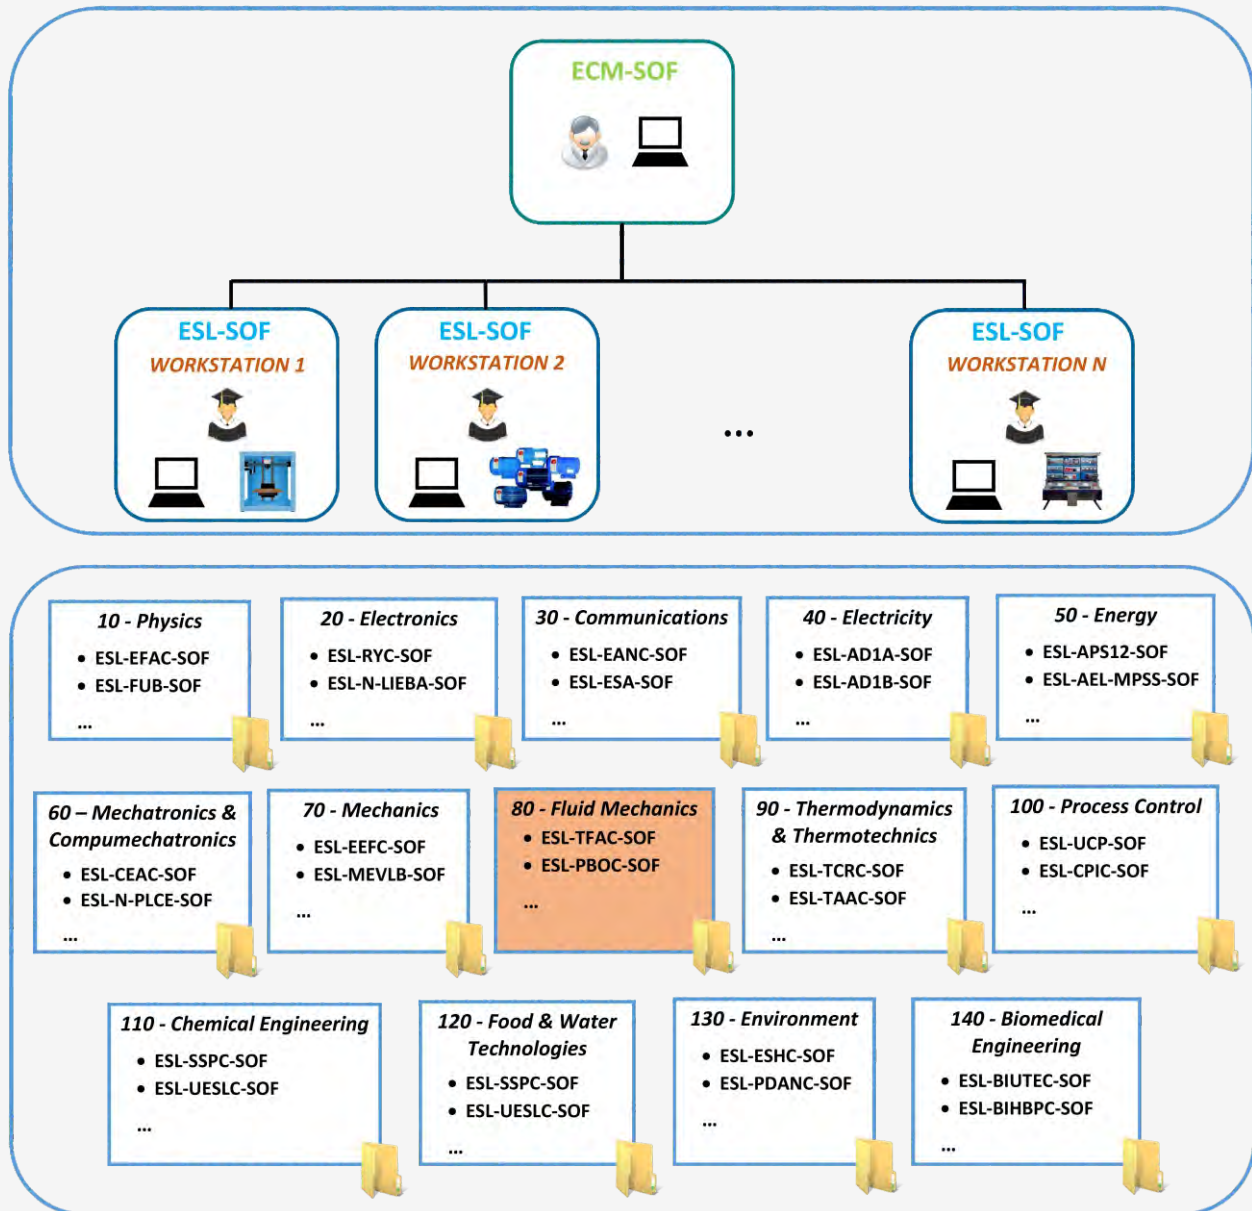 ECM-SOF
ESL-SOF
WORKSTATION 1
ESL-SOF
WORKSTATION 2
...
ESL-SOF
WORKSTATION N
10 - Physics
• ESL-EFAC-SOF
• ESL-FUB-SOF
...
20 - Electronics
• ESL-RYC-SOF
• ESL-N-LIEBA-SOF
...
30 - Communications
• ESL-EANC-SOF
• ESL-ESA-SOF
...
40 - Electricity
• ESL-AD1A-SOF
• ESL-AD1B-SOF
...
50 - Energy
• ESL-APS12-SOF
• ESL-AEL-MPSS-SOF
...
60 – Mechatronics &
Compumechatronics
• ESL-CEAC-SOF
• ESL-N-PLCE-SOF
...
70 - Mechanics
• ESL-EEFC-SOF
• ESL-MEVLB-SOF
...
80 - Fluid Mechanics
• ESL-TFAC-SOF
• ESL-PBOC-SOF
...
90 - Thermodynamics
& Thermotechnics
• ESL-TCRC-SOF
• ESL-TAAC-SOF
...
100 - Process Control
• ESL-UCP-SOF
• ESL-CPIC-SOF
...
110 - Chemical Engineering
• ESL-SSPC-SOF
• ESL-UESLC-SOF
...
120 - Food & Water
Technologies
• ESL-SSPC-SOF
• ESL-UESLC-SOF
...
130 - Environment
• ESL-ESHC-SOF
• ESL-PDANC-SOF
...
140 - Biomedical
Engineering
• ESL-BIUTEC-SOF
• ESL-BIHBPC-SOF
...